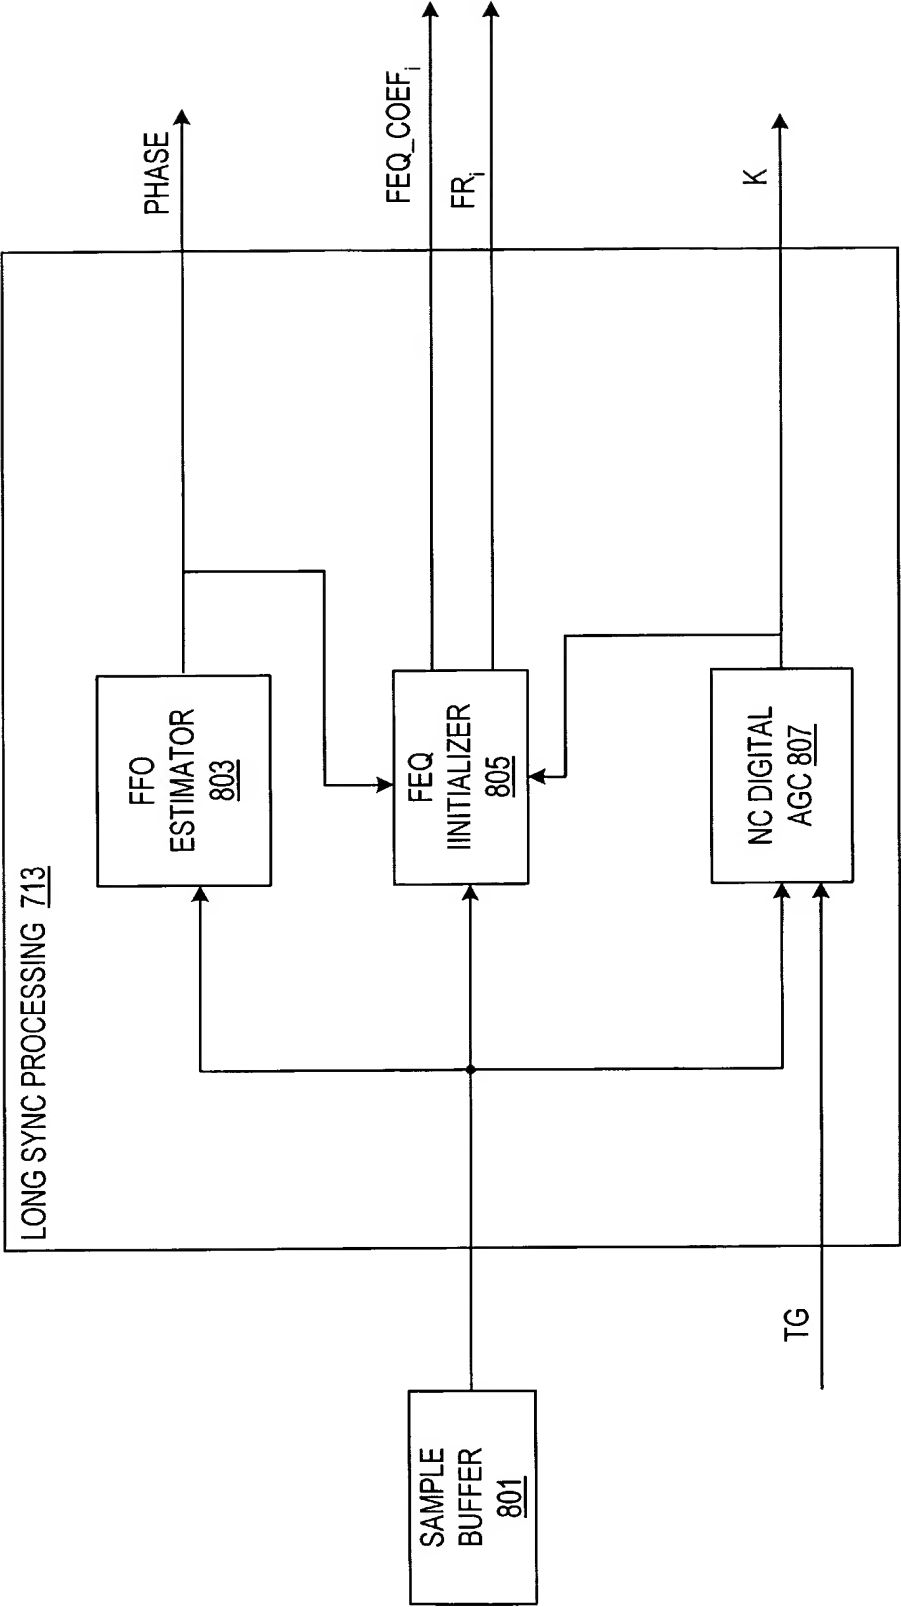 LONG SYNC PROCESSING 713
SAMPLE
BUFFER
801
TG
FFO
ESTIMATOR
803
FEQ
IINITIALIZER
805
NC DIGITAL
AGC 807
PHASE
FEQ_COEFi
FRi
K